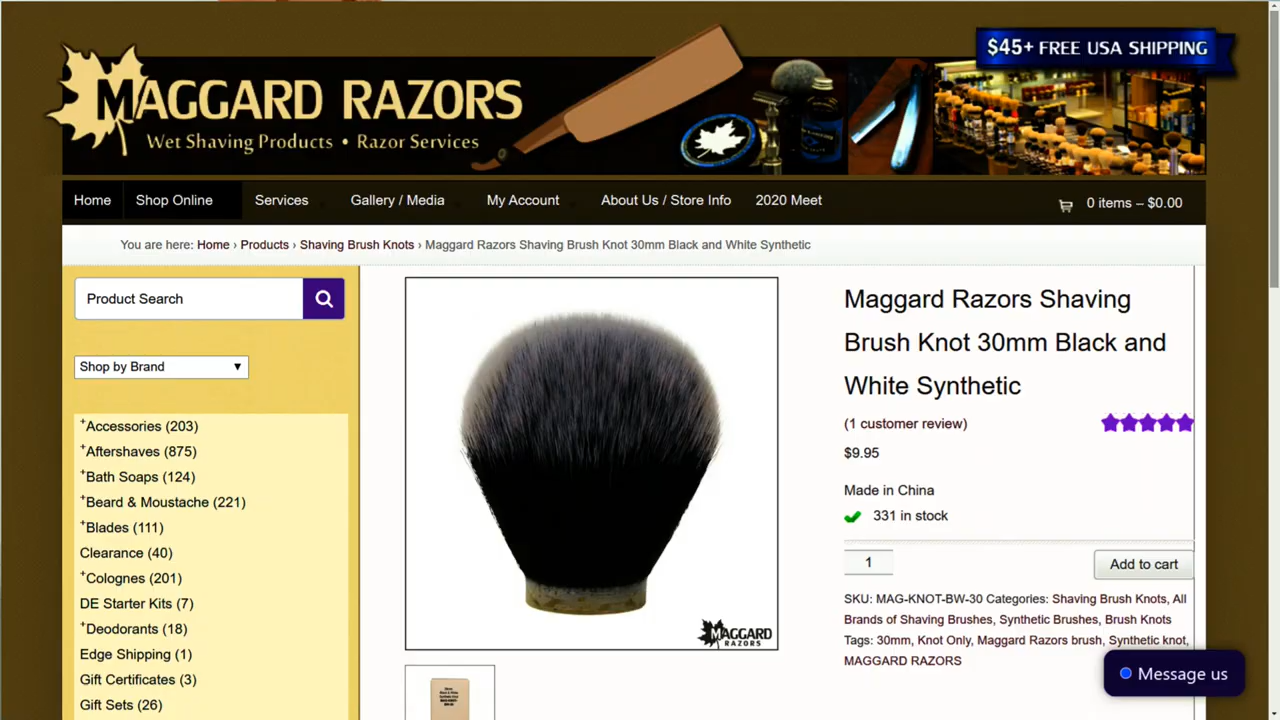 $45+ FREE USA SHIPPING
MAGGARD RAZORS
Wet Shaving Products • Razor Services
Home Shop Online Services Gallery / Media My Account About Us / Store Info 2020 Meet 0 items – $0.00
You are here: Home › Products › Shaving Brush Knots › Maggard Razors Shaving Brush Knot 30mm Black and White Synthetic
Product Search
Shop by Brand
+Accessories (203)
+Aftershaves (875)
+Bath Soaps (124)
+Beard & Moustache (221)
+Blades (111)
Clearance (40)
+Colognes (201)
DE Starter Kits (7)
+Deodorants (18)
Edge Shipping (1)
Gift Certificates (3)
Gift Sets (26)
MAGGARD
RAZORS
Maggard Razors Shaving
Brush Knot 30mm Black and
White Synthetic
(1 customer review)
$9.95
Made in China
331 in stock
1
Add to cart
SKU: MAG-KNOT-BW-30 Categories: Shaving Brush Knots, All
Brands of Shaving Brushes, Synthetic Brushes, Brush Knots
Tags: 30mm, Knot Only, Maggard Razors brush, Synthetic knot,
MAGGARD RAZORS
Message us